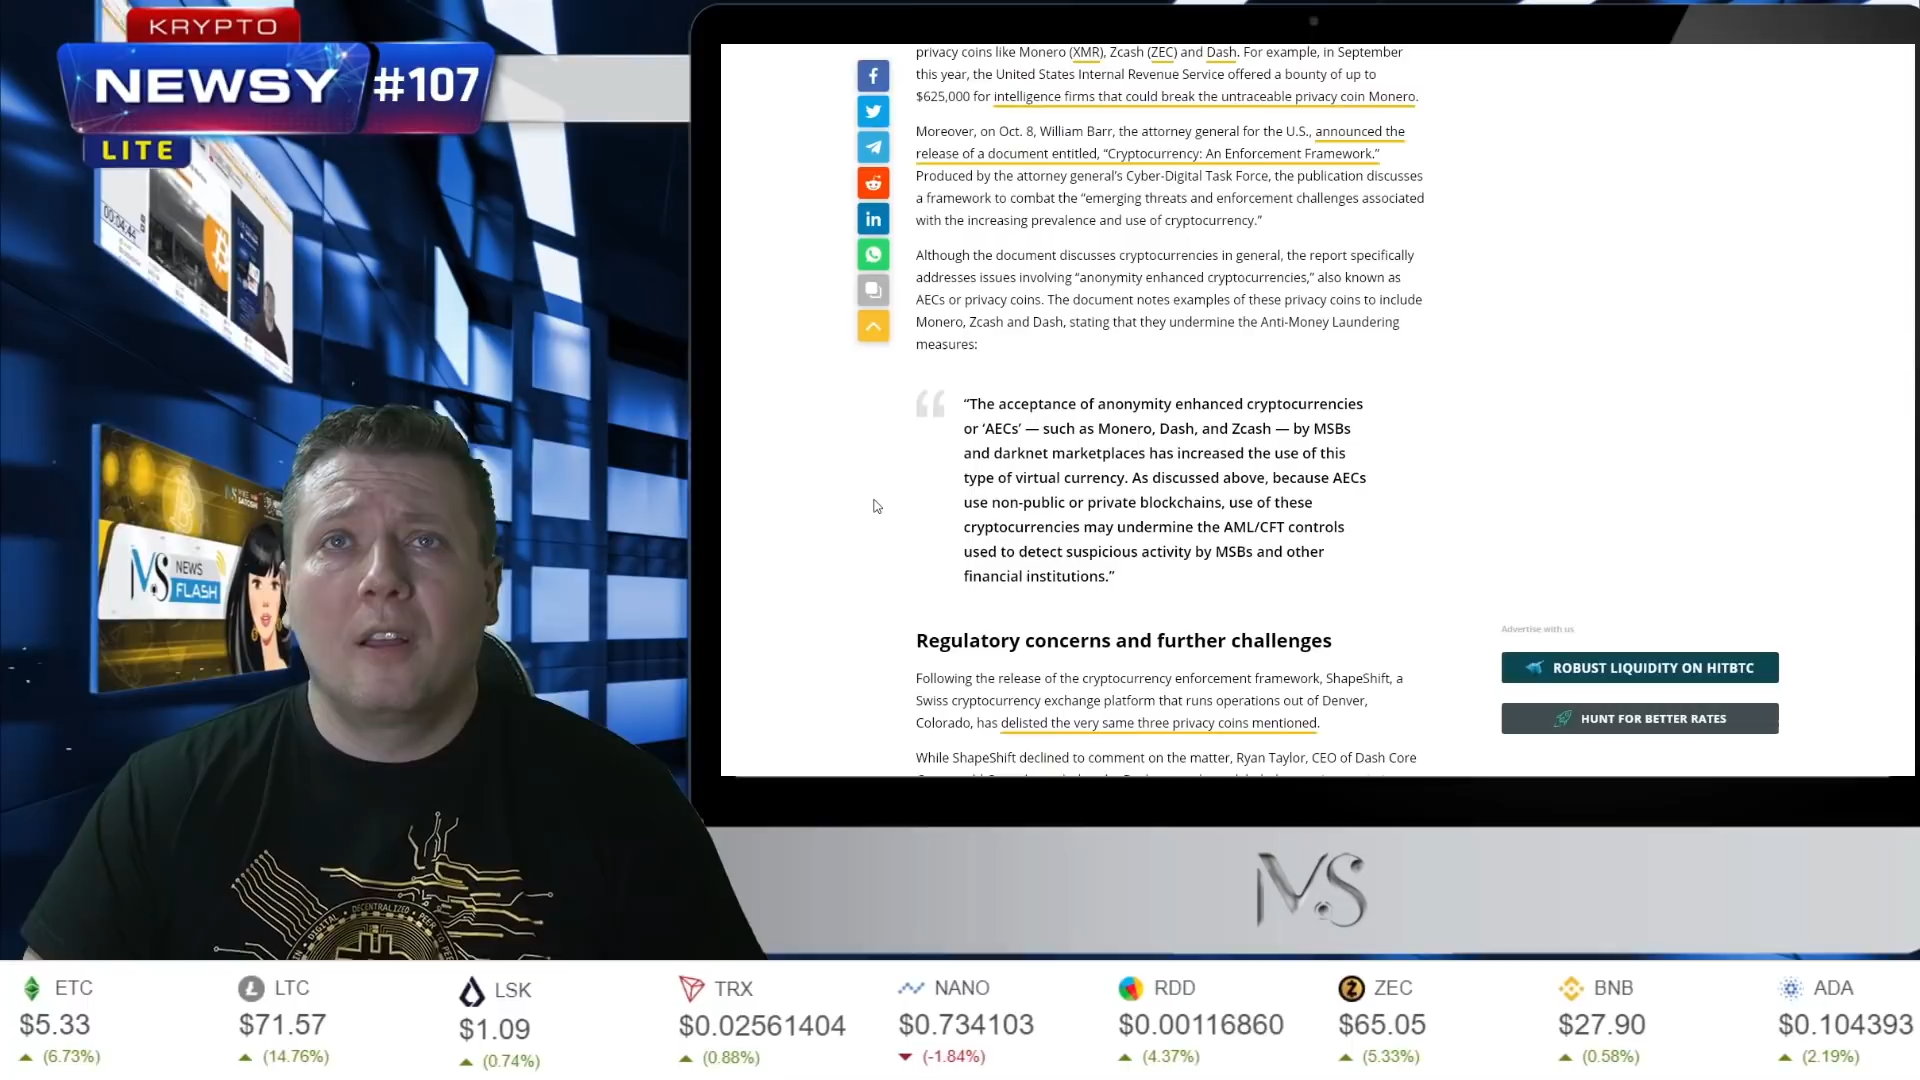 KRYPTO
NEWSY #107
LITE
00:04:44
NEWS
FLASH
DIGITAL DECENTRALIZED PEER TO PE
privacy coins like Monero (XMR), Zcash (ZEC) and Dash. For example, in September
this year, the United States Internal Revenue Service offered a bounty of up to
$625,000 for intelligence firms that could break the untraceable privacy coin Monero.
Moreover, on Oct. 8, William Barr, the attorney general for the U.S., announced the
release of a document entitled, “Cryptocurrency: An Enforcement Framework.”
Produced by the attorney general’s Cyber-Digital Task Force, the publication discusses
a framework to combat the “emerging threats and enforcement challenges associated
with the increasing prevalence and use of cryptocurrency.”
Although the document discusses cryptocurrencies in general, the report specifically
addresses issues involving “anonymity enhanced cryptocurrencies,” also known as
AECs or privacy coins. The document notes examples of these privacy coins to include
Monero, Zcash and Dash, stating that they undermine the Anti-Money Laundering
measures:
“The acceptance of anonymity enhanced cryptocurrencies
or ‘AECs’ — such as Monero, Dash, and Zcash — by MSBs
and darknet marketplaces has increased the use of this
type of virtual currency. As discussed above, because AECs
use non-public or private blockchains, use of these
cryptocurrencies may undermine the AML/CFT controls
used to detect suspicious activity by MSBs and other
financial institutions.”
Regulatory concerns and further challenges
Following the release of the cryptocurrency enforcement framework, ShapeShift, a
Swiss cryptocurrency exchange platform that runs operations out of Denver,
Colorado, has delisted the very same three privacy coins mentioned.
While ShapeShift declined to comment on the matter, Ryan Taylor, CEO of Dash Core
Advertise with us
ROBUST LIQUIDITY ON HITBTC
HUNT FOR BETTER RATES
MS
ETC LTC LSK TRX NANO RDD ZEC BNB ADA
$5.33 $71.57 $1.09 $0.02561404 $0.734103 $0.00116860 $65.05 $27.90 $0.104393
(6.73%) (14.76%) (0.74%) (0.88%) (-1.84%) (4.37%) (5.33%) (0.58%) (2.19%)